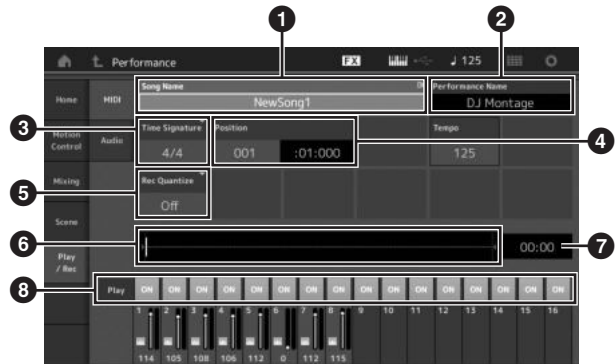 1 2
Performance FX ♩ 125
Song Name Performance Name
Home MIDI NewSong1 DJ Montage
3 Time Signature Position Tempo 4
Motion Control Audio 4/4 001 :01:000 125
5 Mixing Rec Quantize
Off
Scene
6 00:00 7
Play / Rec
8 Play ON ON ON ON ON ON ON ON ON ON ON ON ON ON ON ON
1 2 3 4 5 6 7 8 9 10 11 12 13 14 15 16
114 105 108 106 112 0 112 115